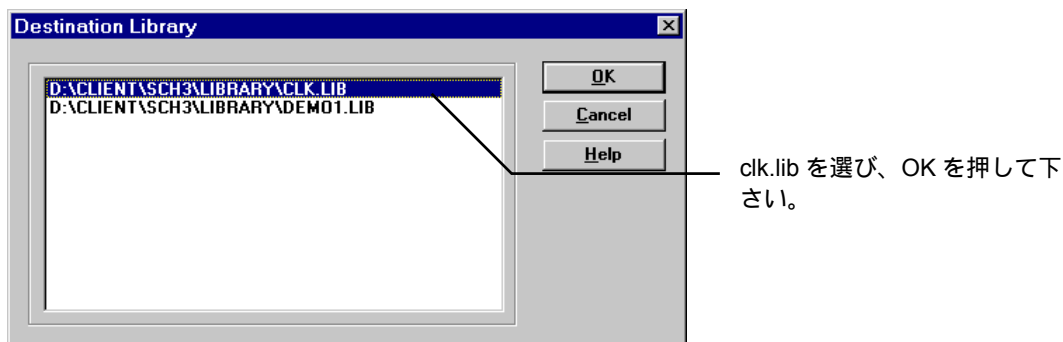 Destination Library
D:\CLIENT\SCH3\LIBRARY\CLK.LIB
D:\CLIENT\SCH3\LIBRARY\DEMO1.LIB
OK
Cancel
Help
clk.lib を選び、OK を押して下
さい。